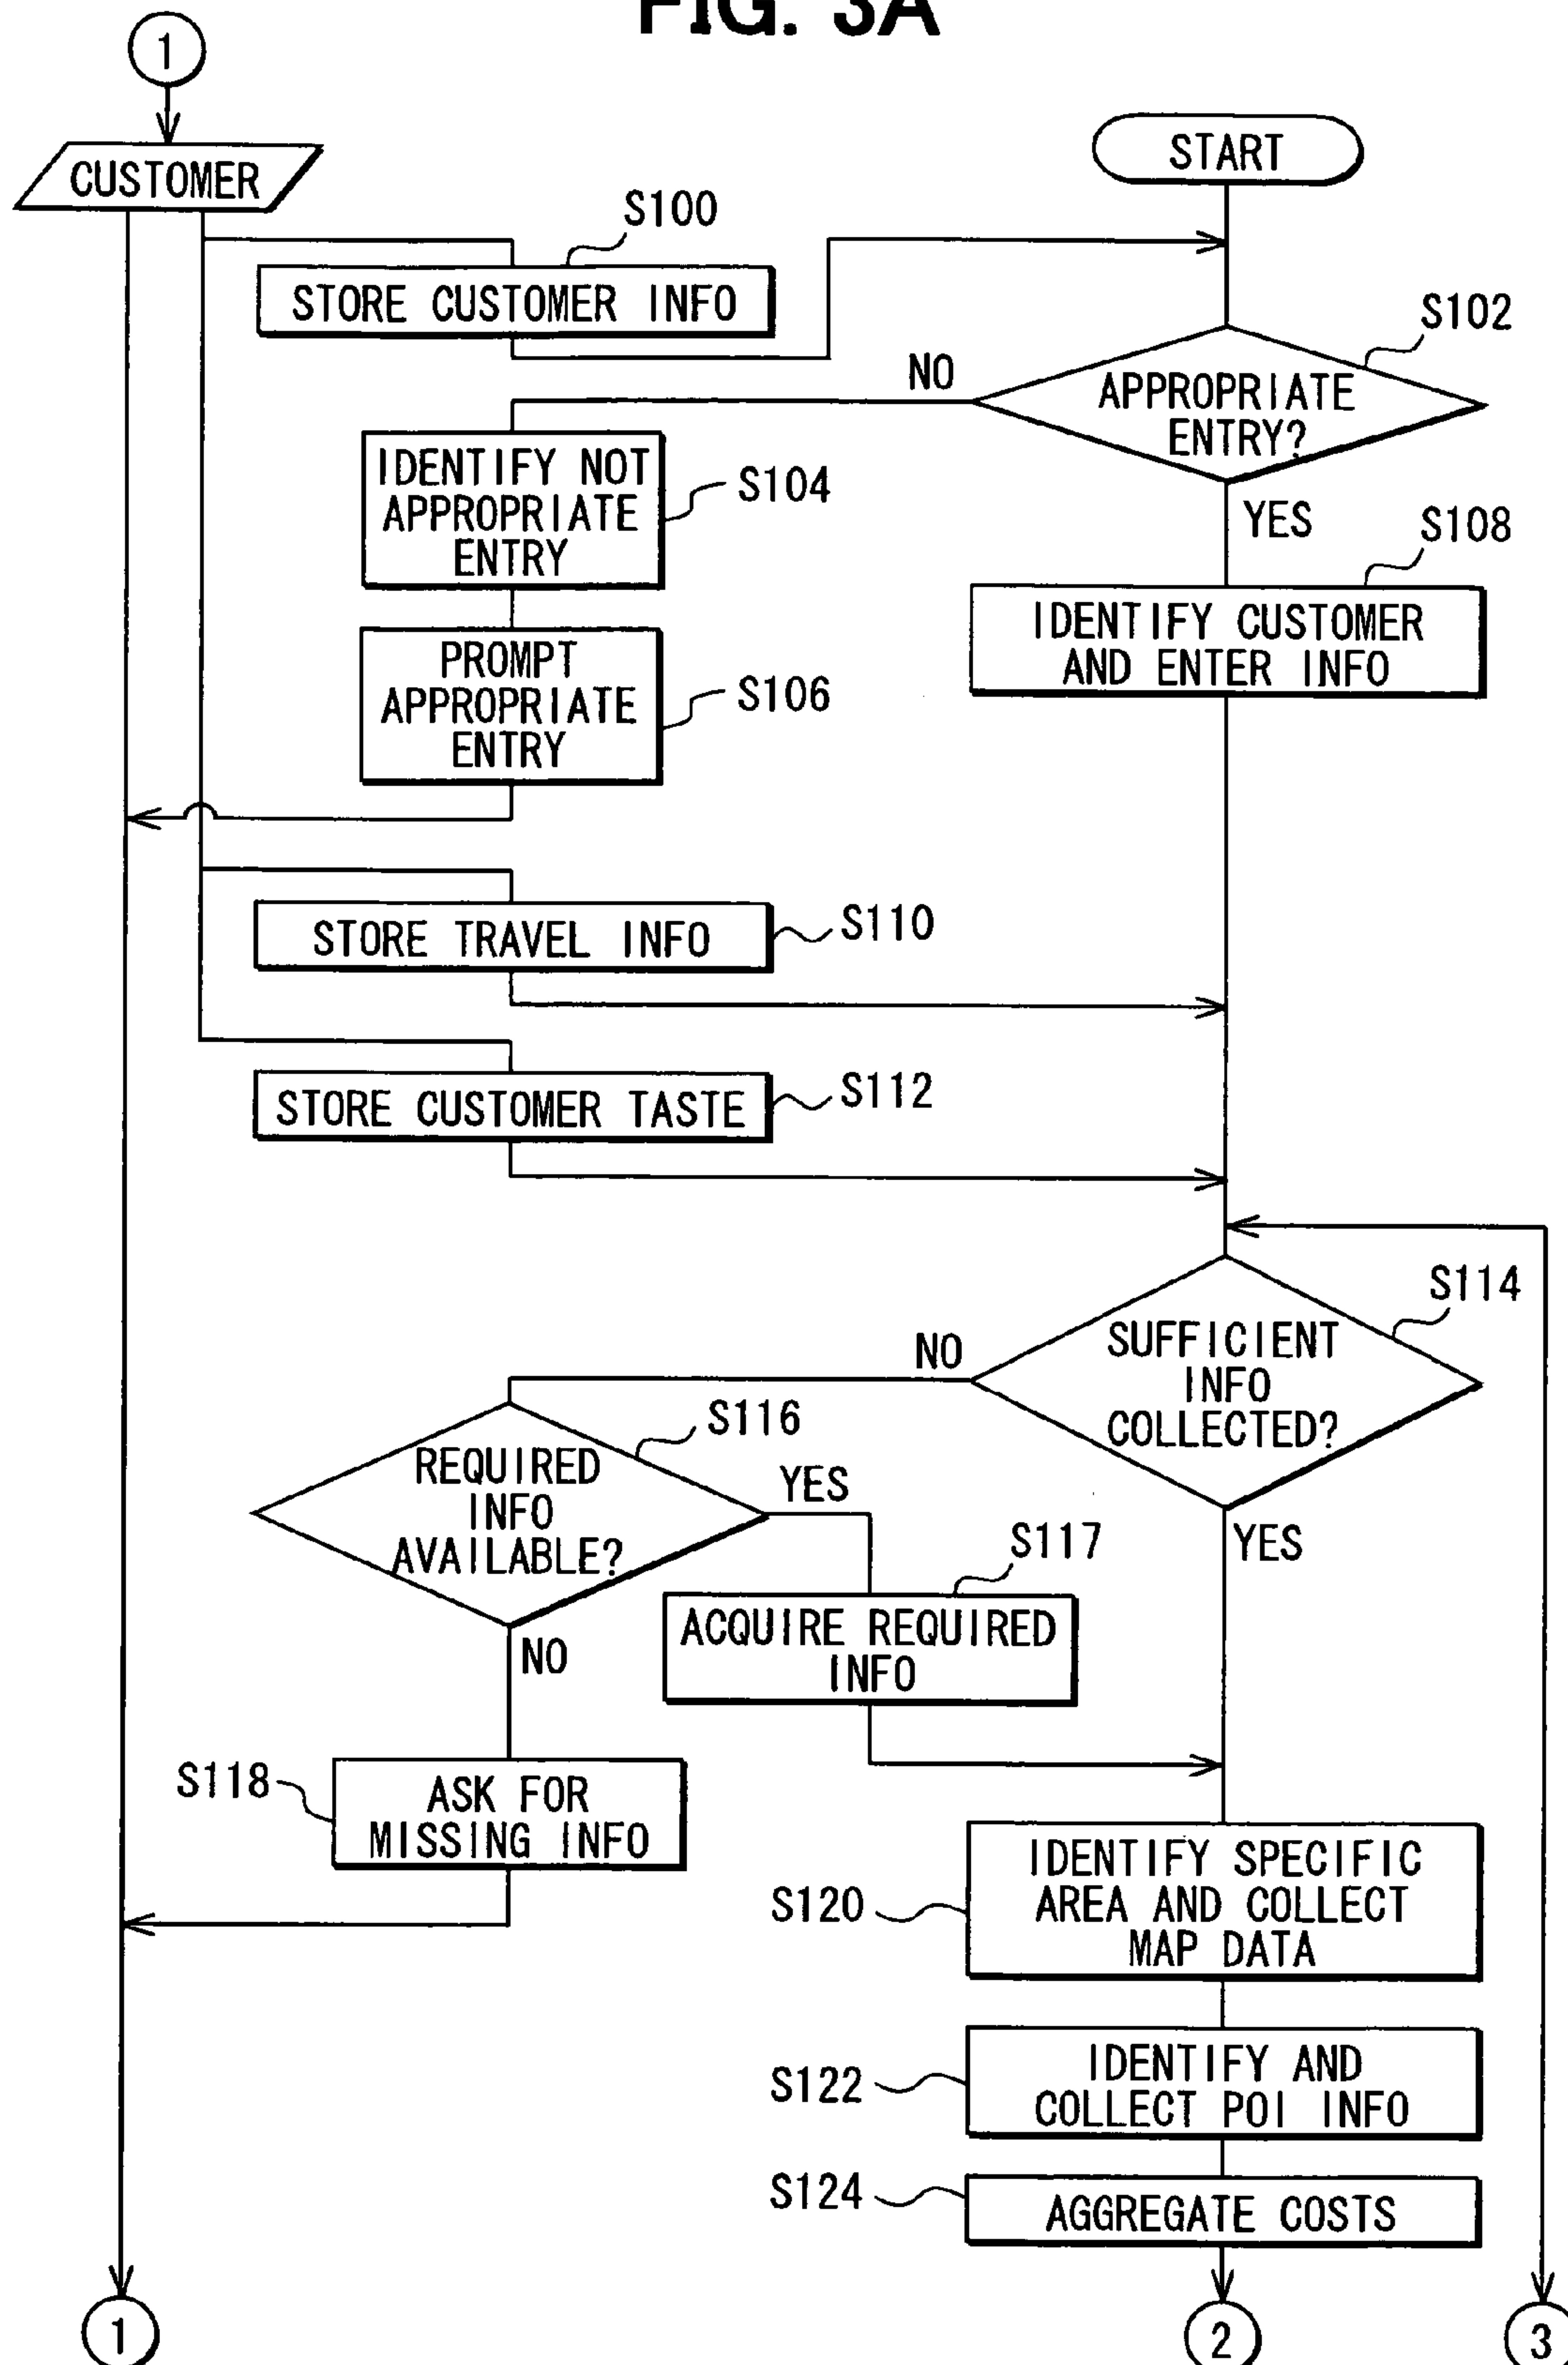 FIG. 3A
1
CUSTOMER
START
S100
STORE CUSTOMER INFO
S102
NO
APPROPRIATE
ENTRY?
IDENTIFY NOT
APPROPRIATE
ENTRY
S104
YES
S108
IDENTIFY CUSTOMER
AND ENTER INFO
PROMPT
APPROPRIATE
ENTRY
S106
STORE TRAVEL INFO
S110
STORE CUSTOMER TASTE
S112
S114
NO
SUFFICIENT
INFO
COLLECTED?
S116
REQUIRED
INFO
AVAILABLE?
YES
S117
YES
ACQUIRE REQUIRED
INFO
NO
S118
ASK FOR
MISSING INFO
S120
IDENTIFY SPECIFIC
AREA AND COLLECT
MAP DATA
S122
IDENTIFY AND
COLLECT POI INFO
S124
AGGREGATE COSTS
1
2
3